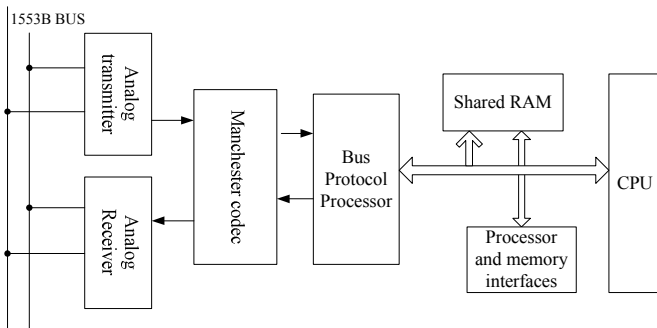 1553B BUS
Analog
transmitter
Analog
Receiver
Manchester codec
Bus
Protocol
Processor
Shared RAM
Processor
and memory
interfaces
CPU